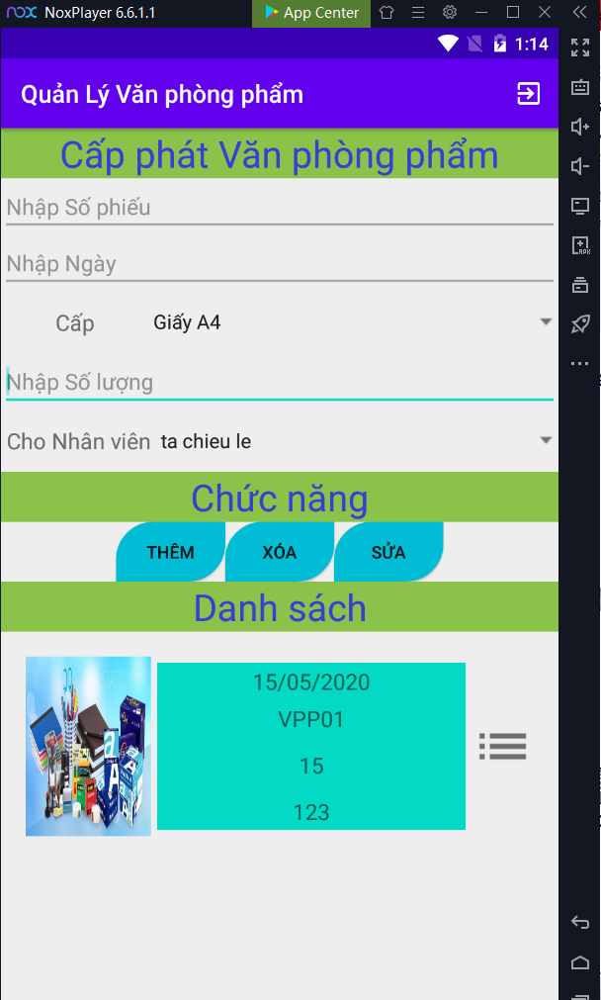 nox NoxPlayer 6.6.1.1 App Center
1:14
Quản Lý Văn phòng phẩm
Cấp phát Văn phòng phẩm
Nhập Số phiếu
Nhập Ngày
Cấp Giấy A4
Nhập Số lượng
Cho Nhân viên ta chieu le
Chức năng
THÊM XÓA SỬA
Danh sách
15/05/2020
VPP01
15
123